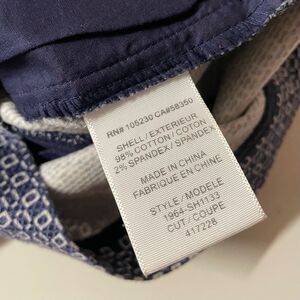 RN# 105230 CA#58350
SHELL / EXTERIEUR
98% COTTON / COTON
2% SPANDEX / SPANDEX
MADE IN CHINA
FABRIQUE EN CHINE
STYLE / MODELE
1964-SH1133
CUT / COUPE
417228